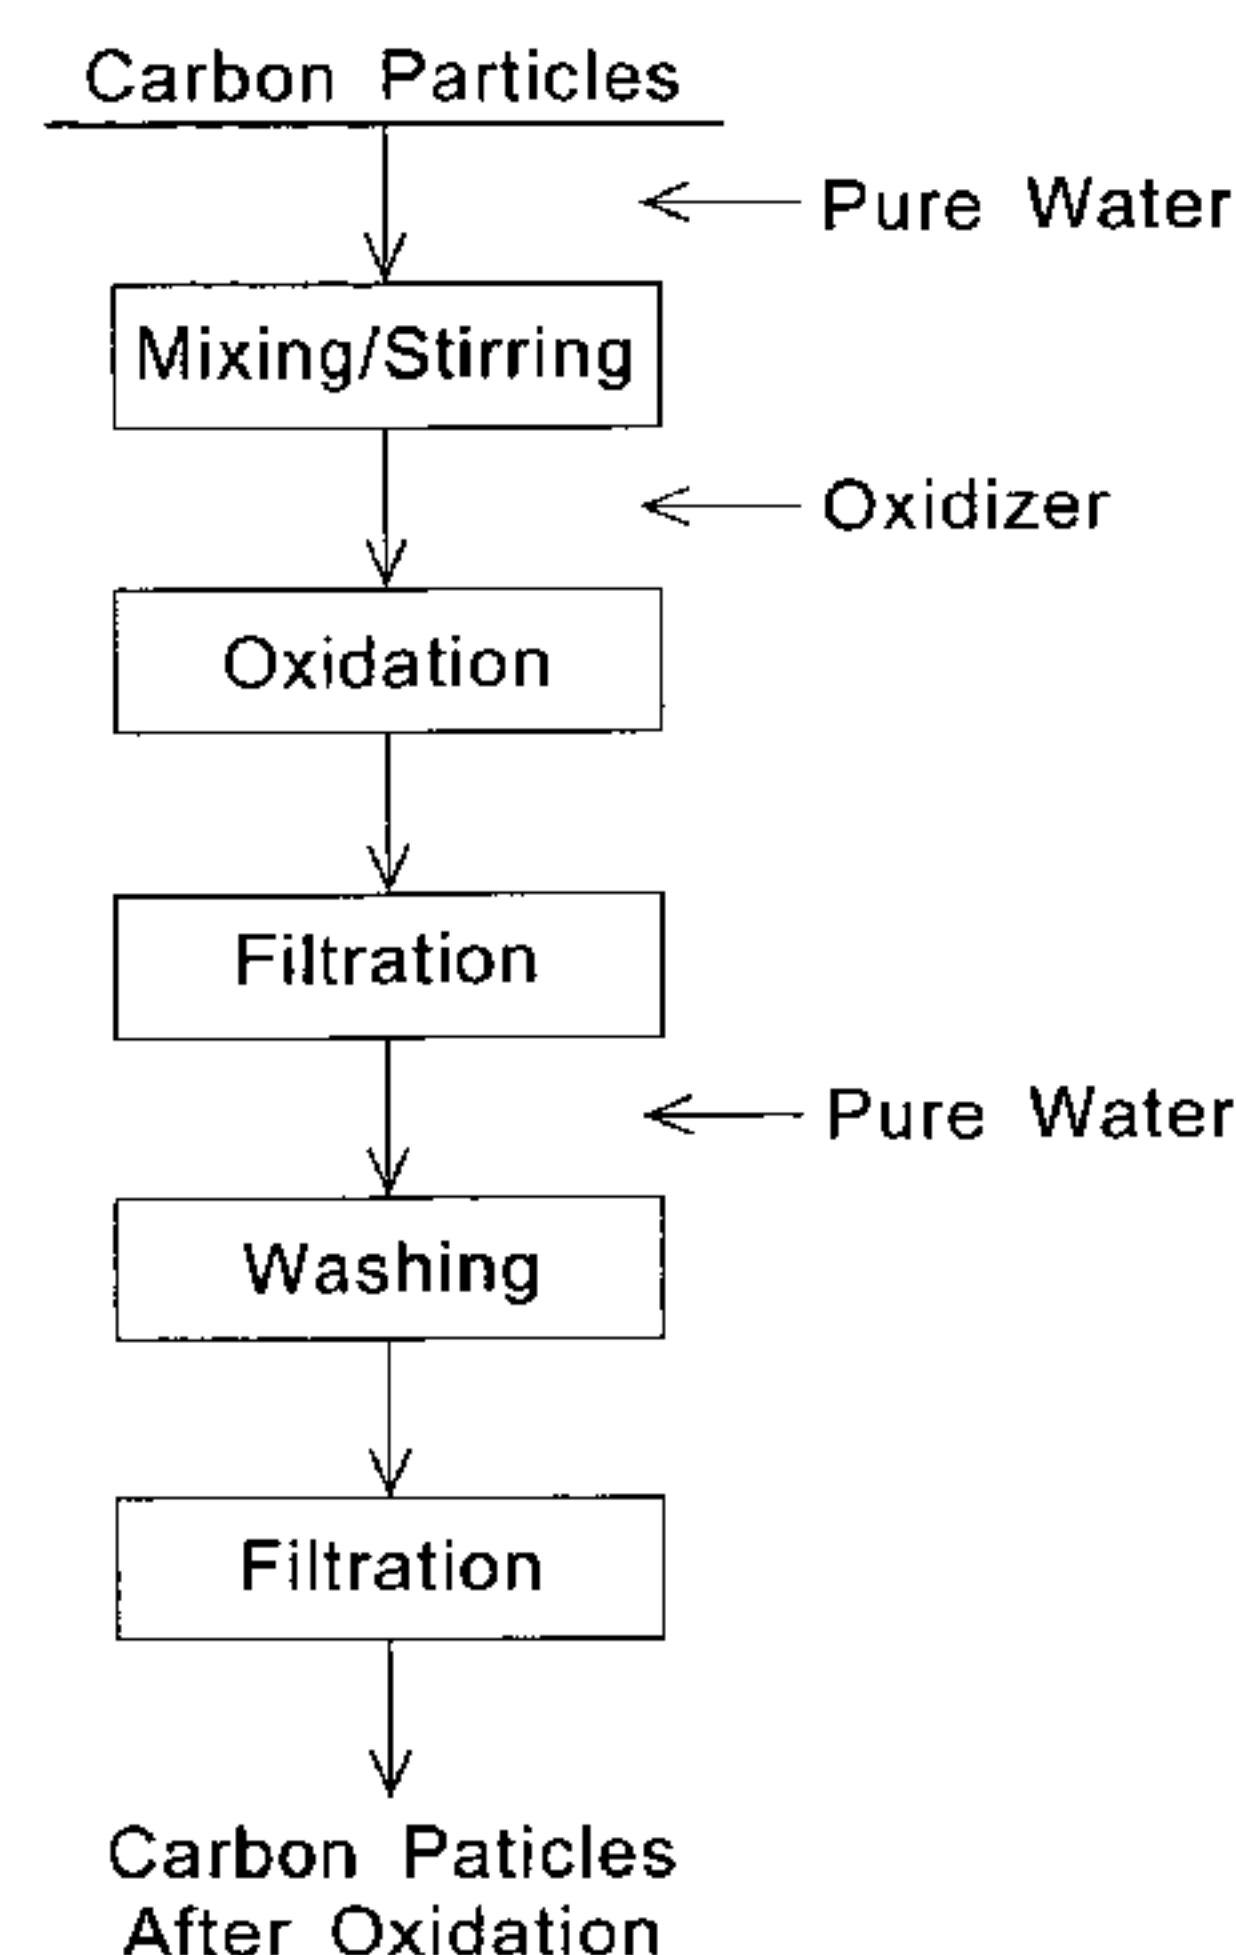 Carbon Particles
Pure Water
Mixing/Stirring
Oxidizer
Oxidation
Filtration
Pure Water
Washing
Filtration
Carbon Paticles
After Oxidation